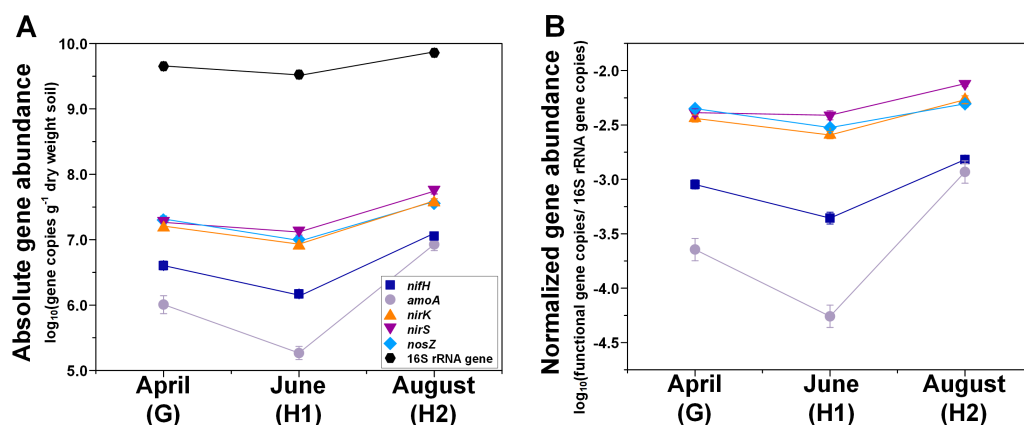 A
Absolute gene abundance
log10(gene copies g-1 dry weight soil)
10.0
9.0
8.0
7.0
6.0
5.0
nifH
amoA
nirK
nirS
nosZ
16S rRNA gene
April
(G)
June
(H1)
August
(H2)
B
Normalized gene abundance
log10(functional gene copies/ 16S rRNA gene copies)
-2.0
-2.5
-3.0
-3.5
-4.0
-4.5
April
(G)
June
(H1)
August
(H2)